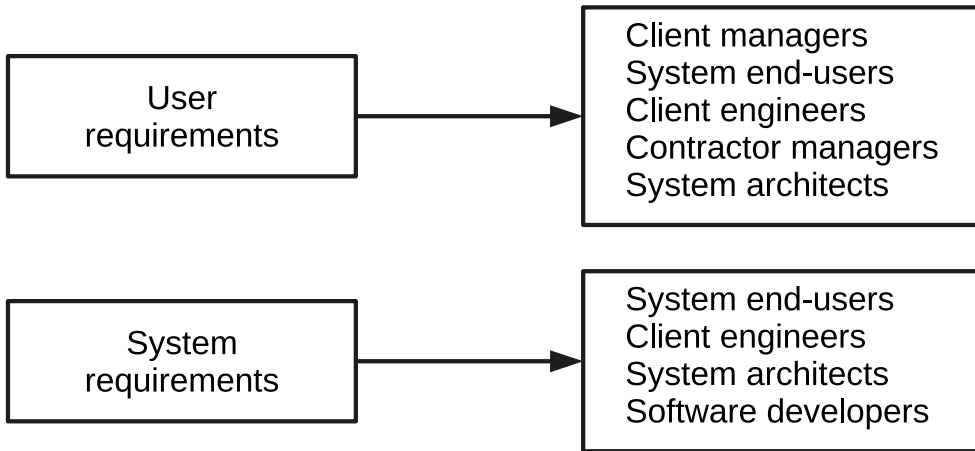 User
requirements
Client managers
System end-users
Client engineers
Contractor managers
System architects
System
requirements
System end-users
Client engineers
System architects
Software developers